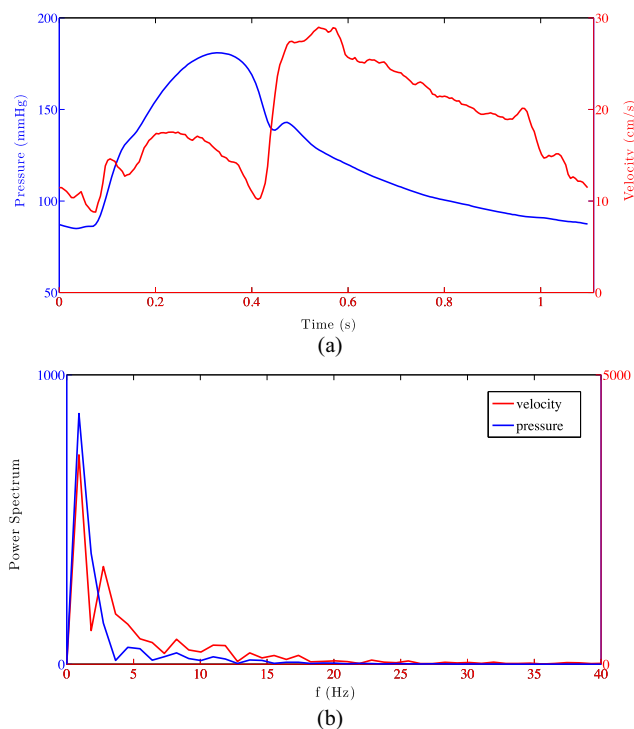 200 30
Pressure (mmHg) 150 100 50
20 10 0 Velocity (cm/s)
0 0.2 0.4 0.6 0.8 1
Time (s)
(a)
1000 5000
velocity
pressure
Power Spectrum
0 0
0 5 10 15 20 25 30 35 40
f (Hz)
(b)